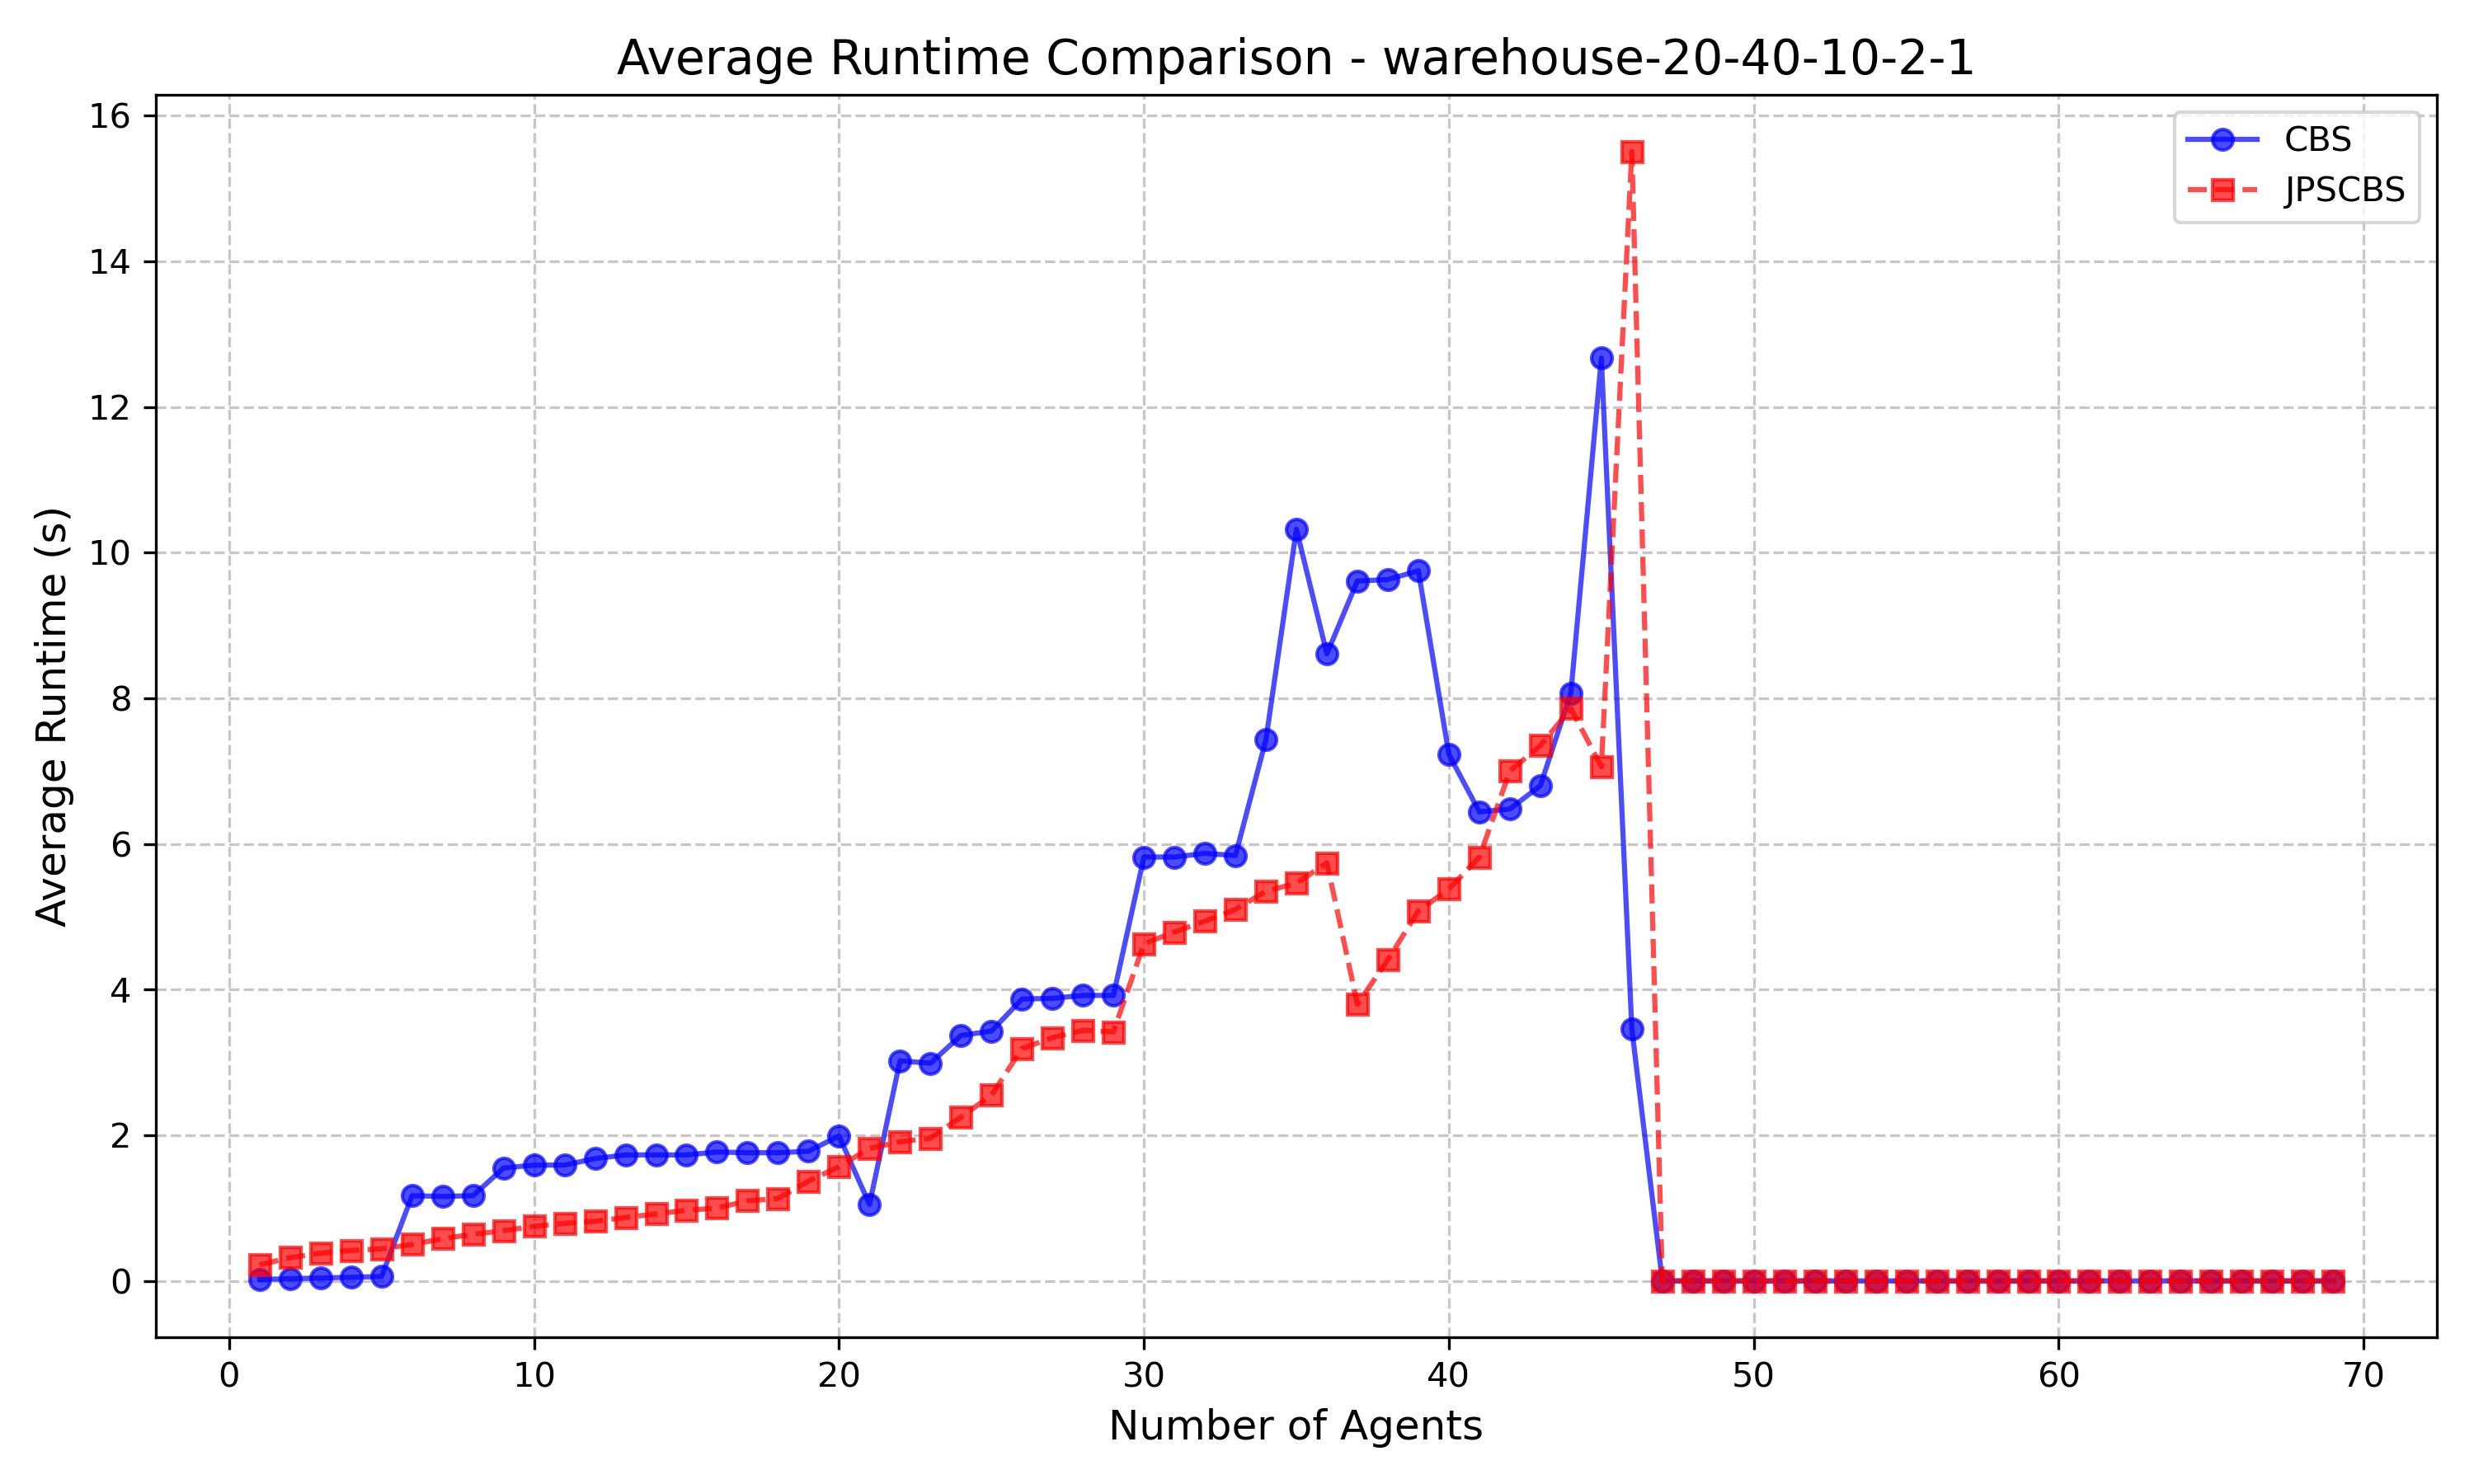 Average Runtime Comparison - warehouse-20-40-10-2-1
16
14
12
10
8
6
4
2
0
Average Runtime (s)
CBS
JPSCBS
0 10 20 30 40 50 60 70
Number of Agents